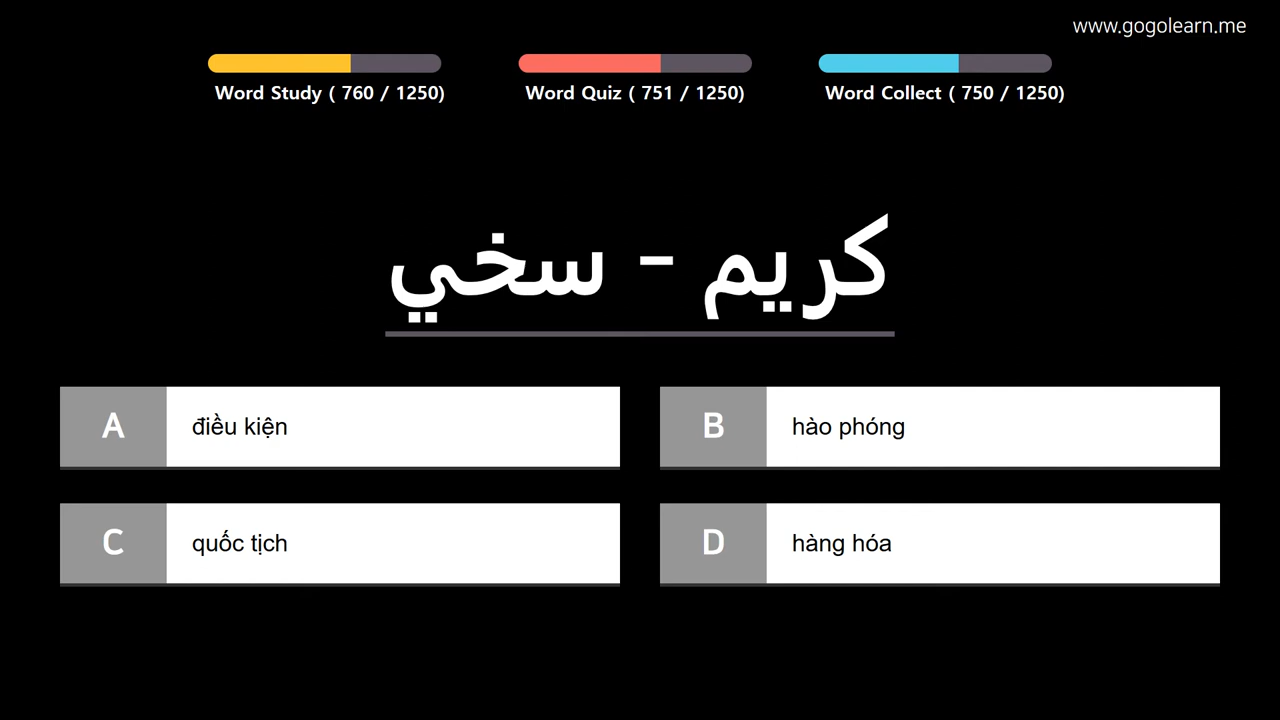 www.gogolearn.me
Word Study ( 760 / 1250)
Word Quiz ( 751 / 1250)
Word Collect ( 750 / 1250)
كريم - سخي
A
điều kiện
B
hào phóng
C
quốc tịch
D
hàng hóa